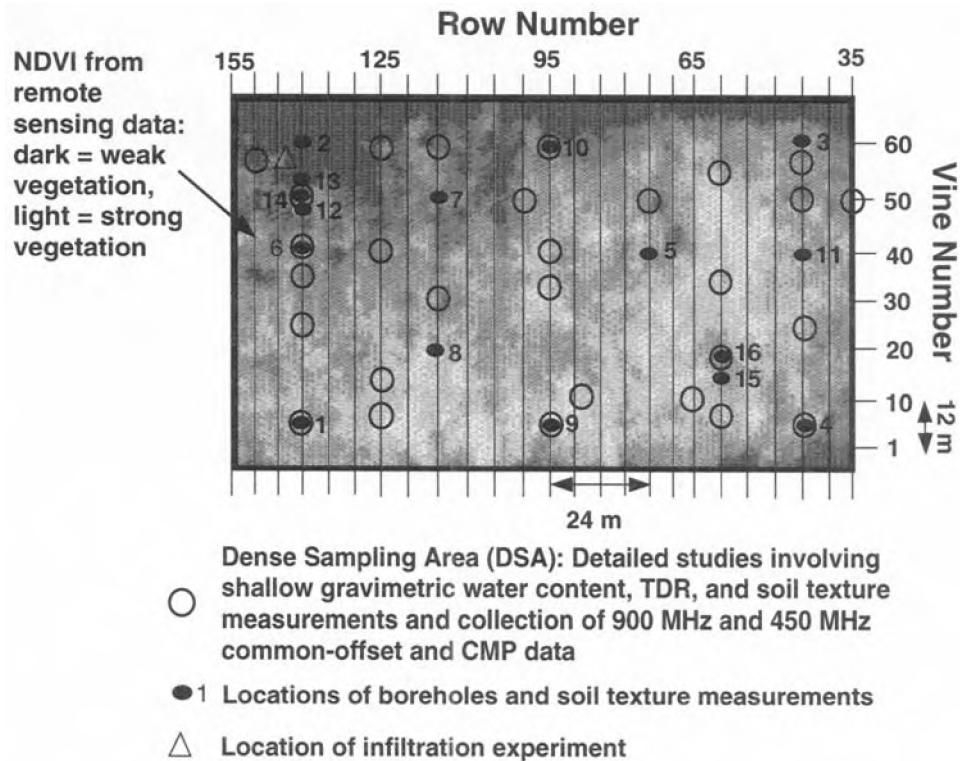 Row Number
155 125 95 65 35
NDVI from
remote
sensing data:
dark = weak
vegetation,
light = strong
vegetation
2
10
3
60
13
14
12
7
50
6
5
11
40
Vine Number
30
8
16
20
15
10
1
9
4
12 m
1
24 m
Dense Sampling Area (DSA): Detailed studies involving
shallow gravimetric water content, TDR, and soil texture
measurements and collection of 900 MHz and 450 MHz
common-offset and CMP data
1 Locations of boreholes and soil texture measurements
Location of infiltration experiment